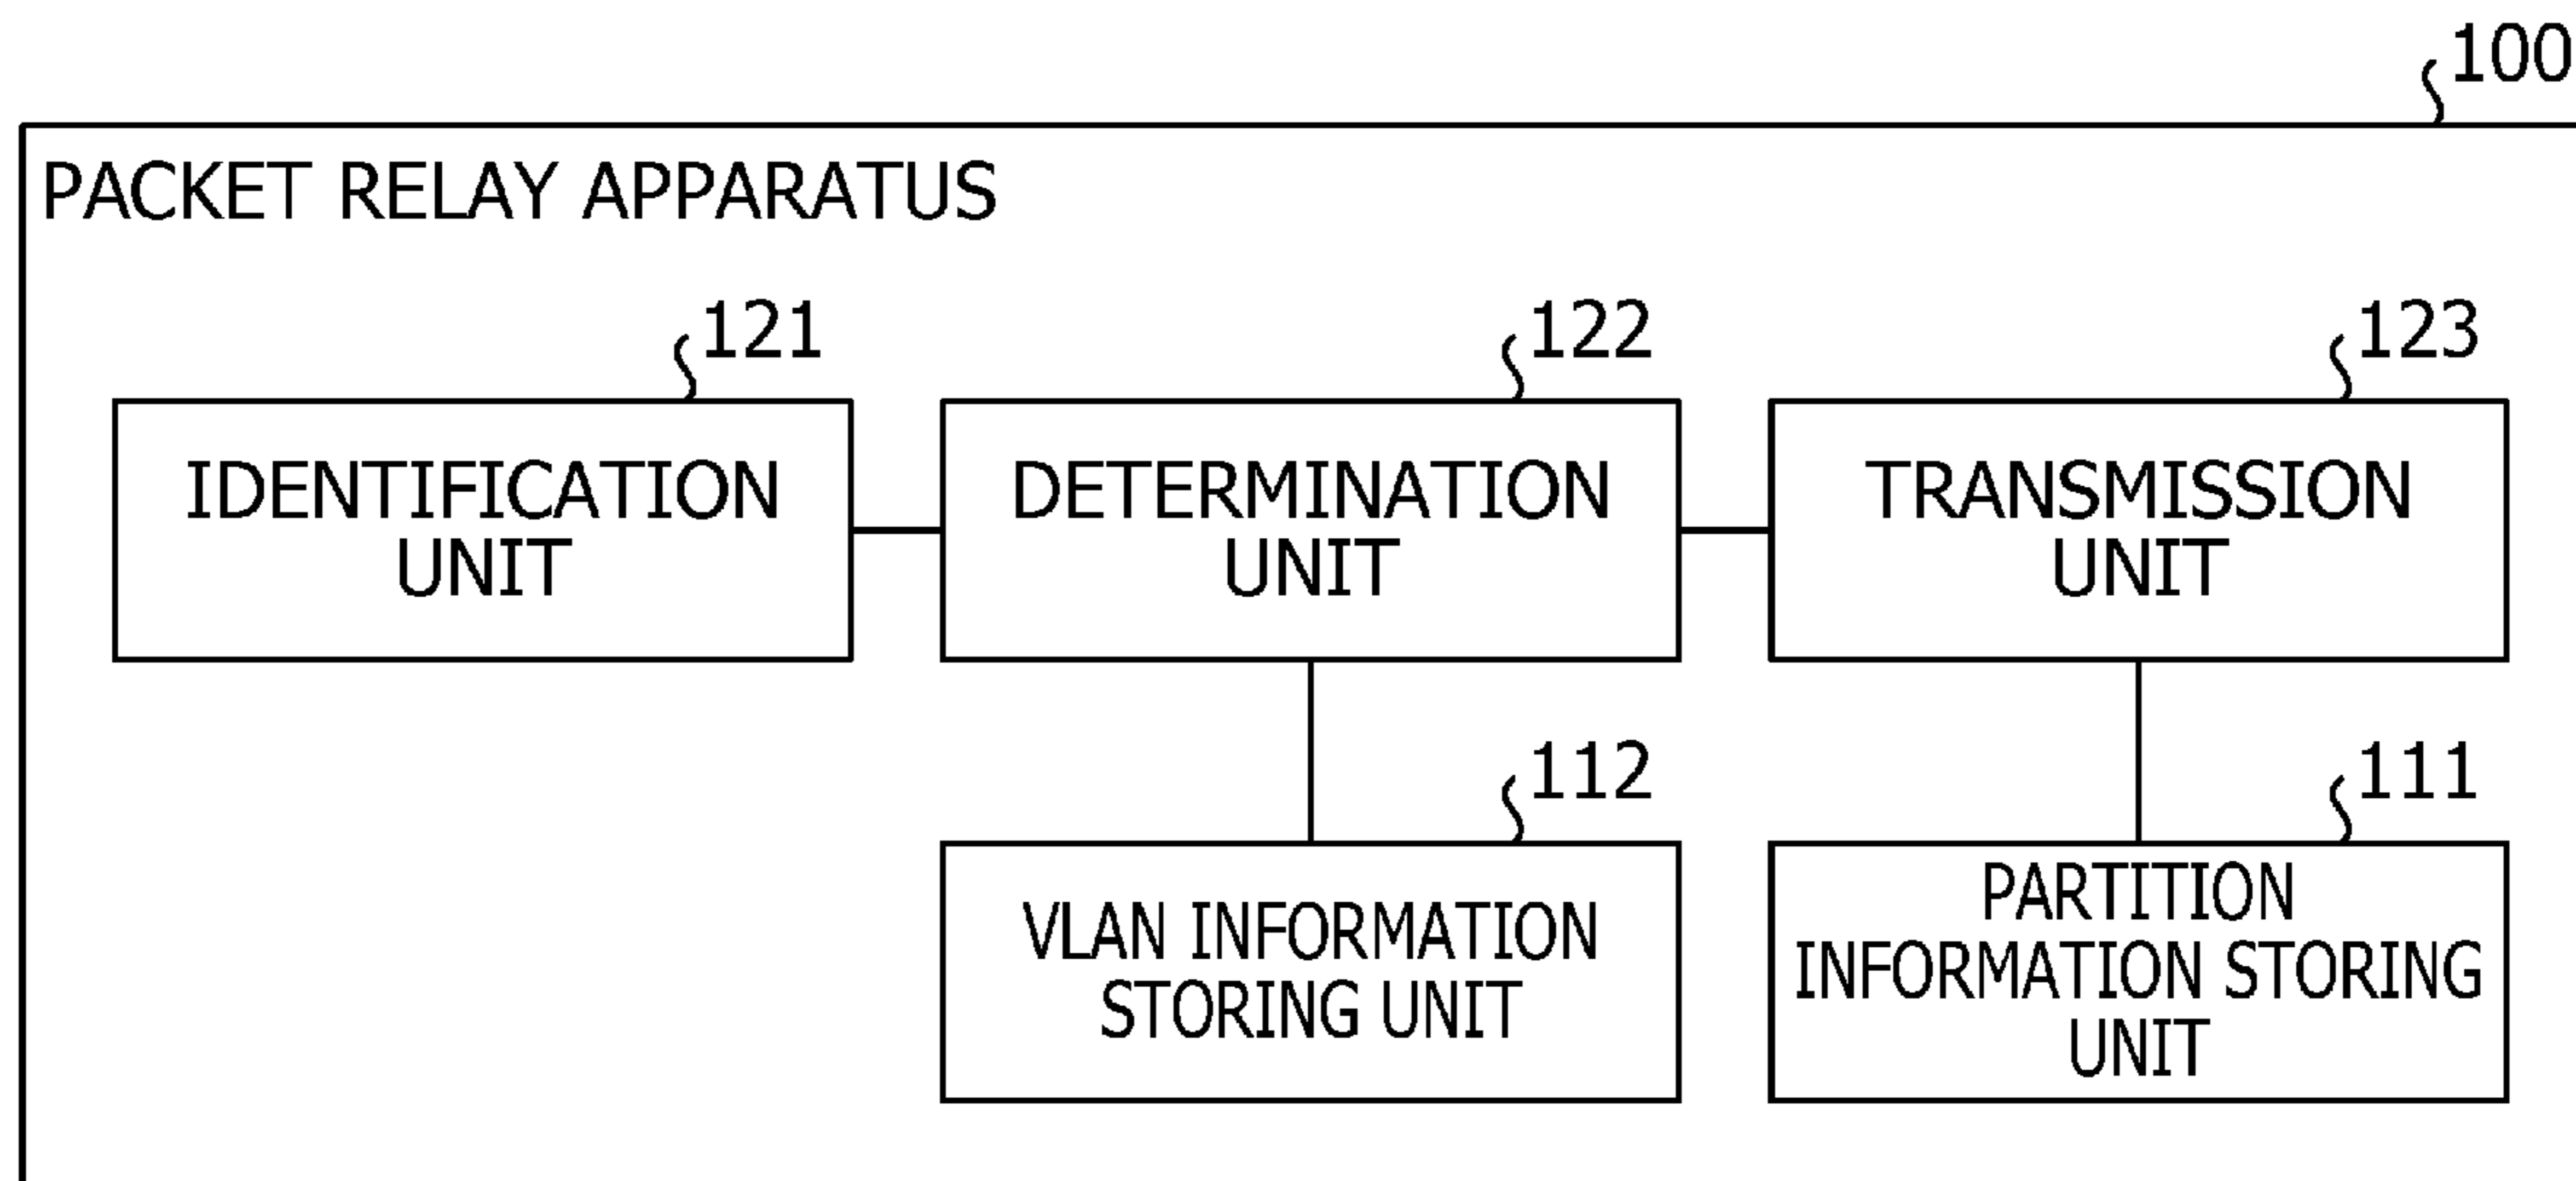 100
PACKET RELAY APPARATUS
121
122
123
IDENTIFICATION
UNIT
DETERMINATION
UNIT
TRANSMISSION
UNIT
112
111
VLAN INFORMATION
STORING UNIT
PARTITION
INFORMATION STORING
UNIT